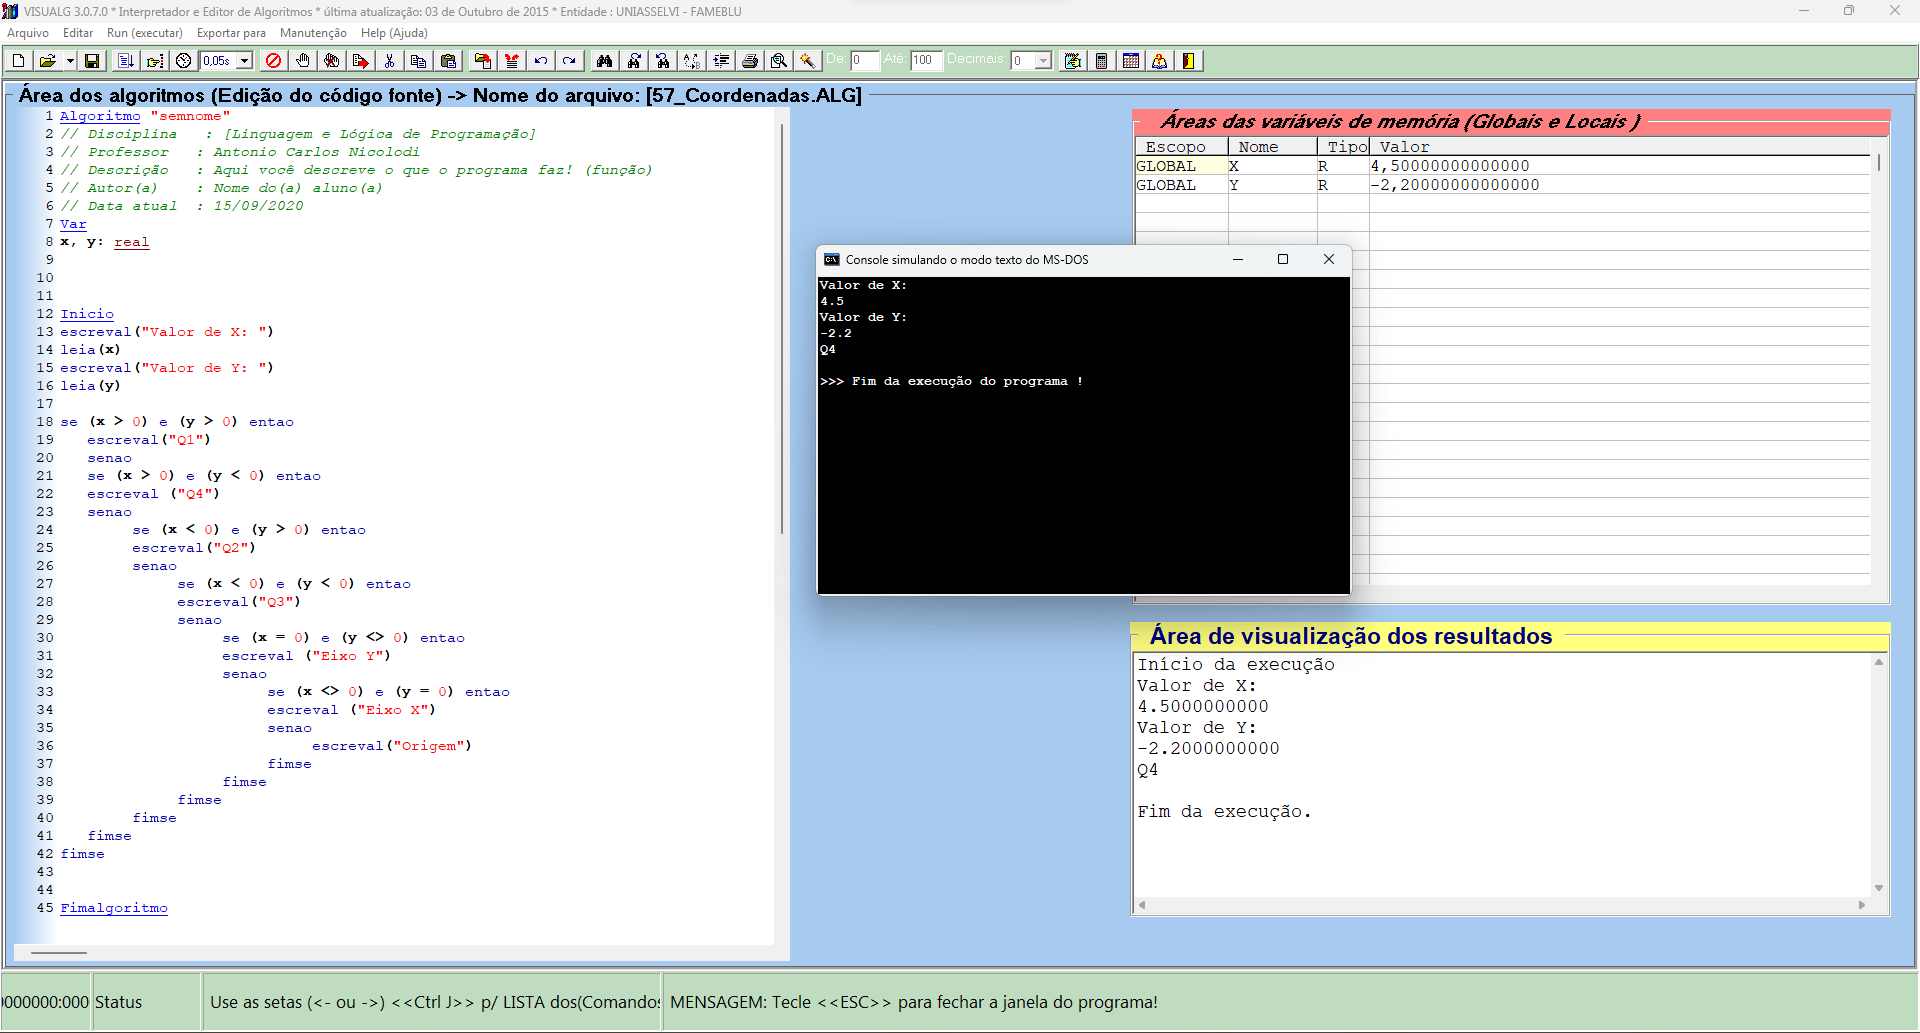 VISUALG 3.0.7.0 * Interpretador e Editor de Algoritmos * última atualização: 03 de Outubro de 2015 * Entidade : UNIASSELVI - FAMEBLU
Arquivo Editar Run (executar) Exportar para Manutenção Help (Ajuda)
0,05s De: 0 Até: 100 Decimais: 0
Área dos algoritmos (Edição do código fonte) -> Nome do arquivo: [57_Coordenadas.ALG]
1 Algoritmo "semnome"
2 // Disciplina : [Linguagem e Lógica de Programação]
3 // Professor : Antonio Carlos Nicolodi
4 // Descrição : Aqui você descreve o que o programa faz! (função)
5 // Autor(a) : Nome do(a) aluno(a)
6 // Data atual : 15/09/2020
7 Var
8 x, y: real
9
10
11
12 Inicio
13 escreval("Valor de X: ")
14 leia(x)
15 escreval("Valor de Y: ")
16 leia(y)
17
18 se (x > 0) e (y > 0) entao
19 escreval("Q1")
20 senao
21 se (x > 0) e (y < 0) entao
22 escreval ("Q4")
23 senao
24 se (x < 0) e (y > 0) entao
25 escreval("Q2")
26 senao
27 se (x < 0) e (y < 0) entao
28 escreval("Q3")
29 senao
30 se (x = 0) e (y <> 0) entao
31 escreval ("Eixo Y")
32 senao
33 se (x <> 0) e (y = 0) entao
34 escreval ("Eixo X")
35 senao
36 escreval("Origem")
37 fimse
38 fimse
39 fimse
40 fimse
41 fimse
42 fimse
43
44
45 Fimalgoritmo
Áreas das variáveis de memória (Globais e Locais )
Escopo Nome Tipo Valor
GLOBAL X R 4,50000000000000
GLOBAL Y R -2,20000000000000
Console simulando o modo texto do MS-DOS
Valor de X:
4.5
Valor de Y:
-2.2
Q4
>>> Fim da execução do programa !
Área de visualização dos resultados
Início da execução
Valor de X:
4.5000000000
Valor de Y:
-2.2000000000
Q4
Fim da execução.
0000000:000 Status Use as setas (<- ou ->) <<Ctrl J>> p/ LISTA dos(Comandos MENSAGEM: Tecle <<ESC>> para fechar a janela do programa!